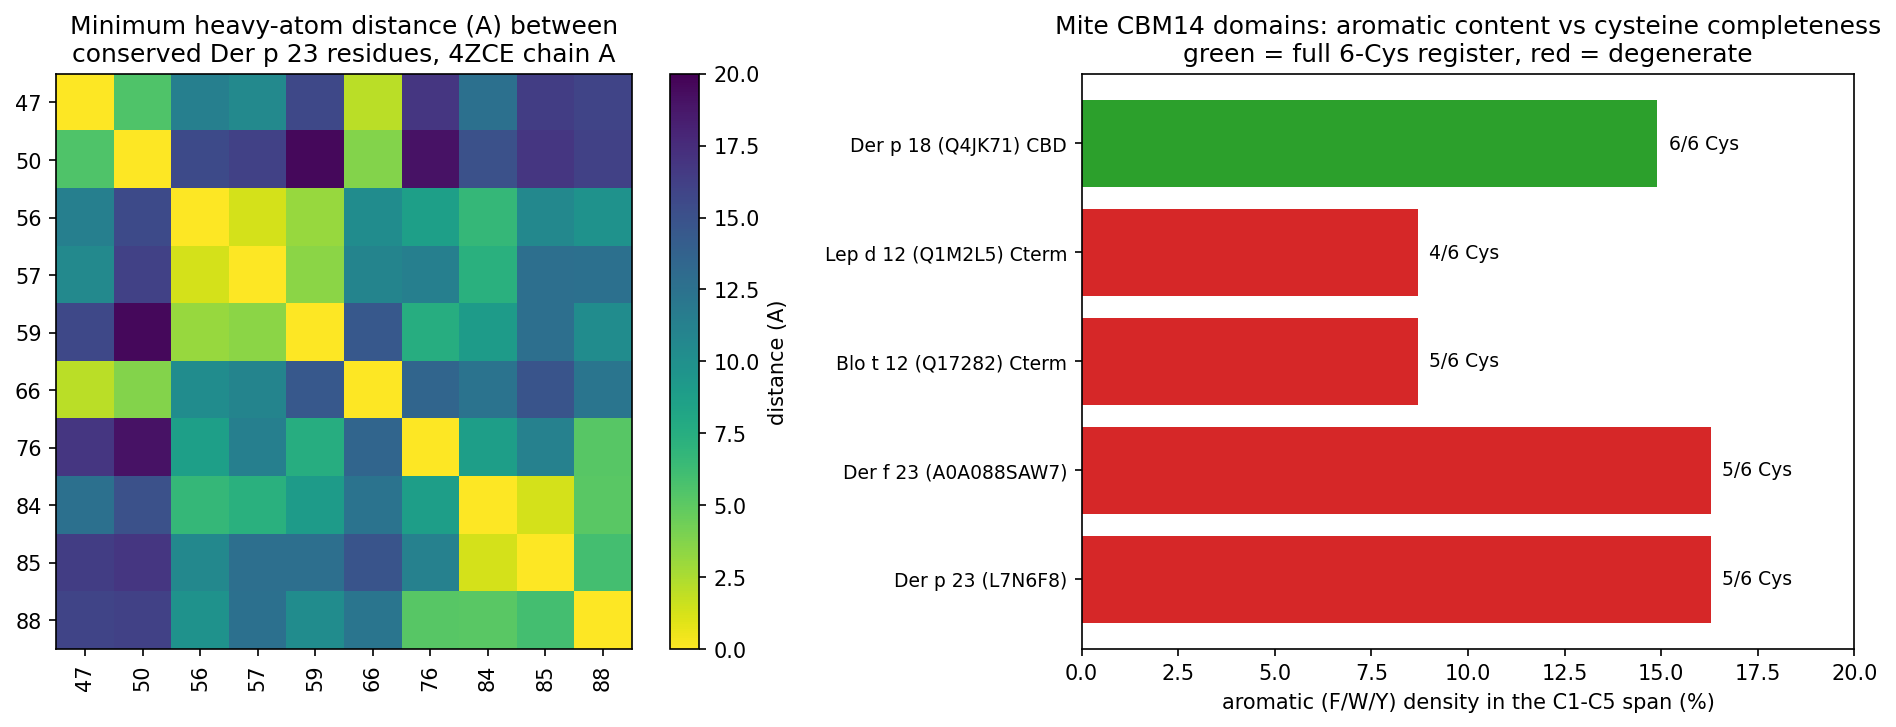 Minimum heavy-atom distance (A) between
conserved Der p 23 residues, 4ZCE chain A
47
50
56
57
59
66
76
84
85
88
47
50
56
57
59
66
76
84
85
88
20.0
17.5
15.0
12.5
10.0
7.5
5.0
2.5
0.0
distance (A)
Mite CBM14 domains: aromatic content vs cysteine completeness
green = full 6-Cys register, red = degenerate
Der p 18 (Q4JK71) CBD
6/6 Cys
Lep d 12 (Q1M2L5) Cterm
4/6 Cys
Blo t 12 (Q17282) Cterm
5/6 Cys
Der f 23 (A0A088SAW7)
5/6 Cys
Der p 23 (L7N6F8)
5/6 Cys
0.0
2.5
5.0
7.5
10.0
12.5
15.0
17.5
20.0
aromatic (F/W/Y) density in the C1-C5 span (%)